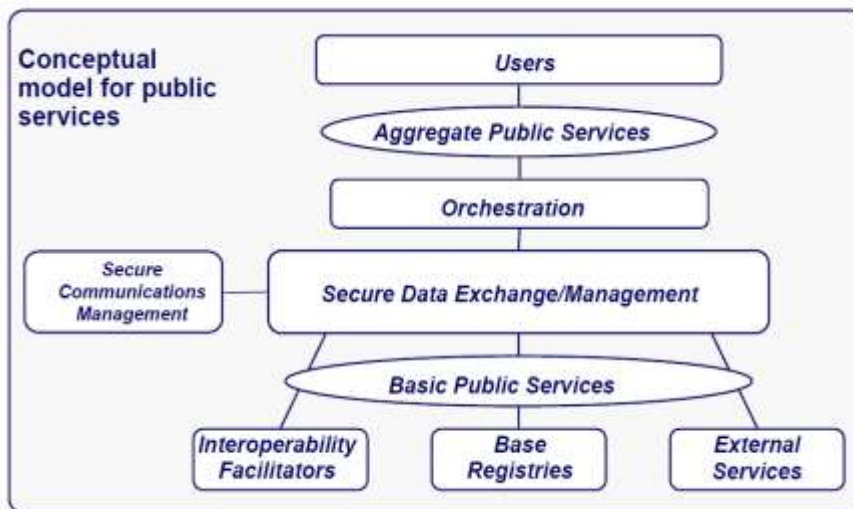 Conceptual
model for public
services
Users
Aggregate Public Services
Orchestration
Secure
Communications
Management
Secure Data Exchange/Management
Basic Public Services
Interoperability
Facilitators
Base
Registries
External
Services